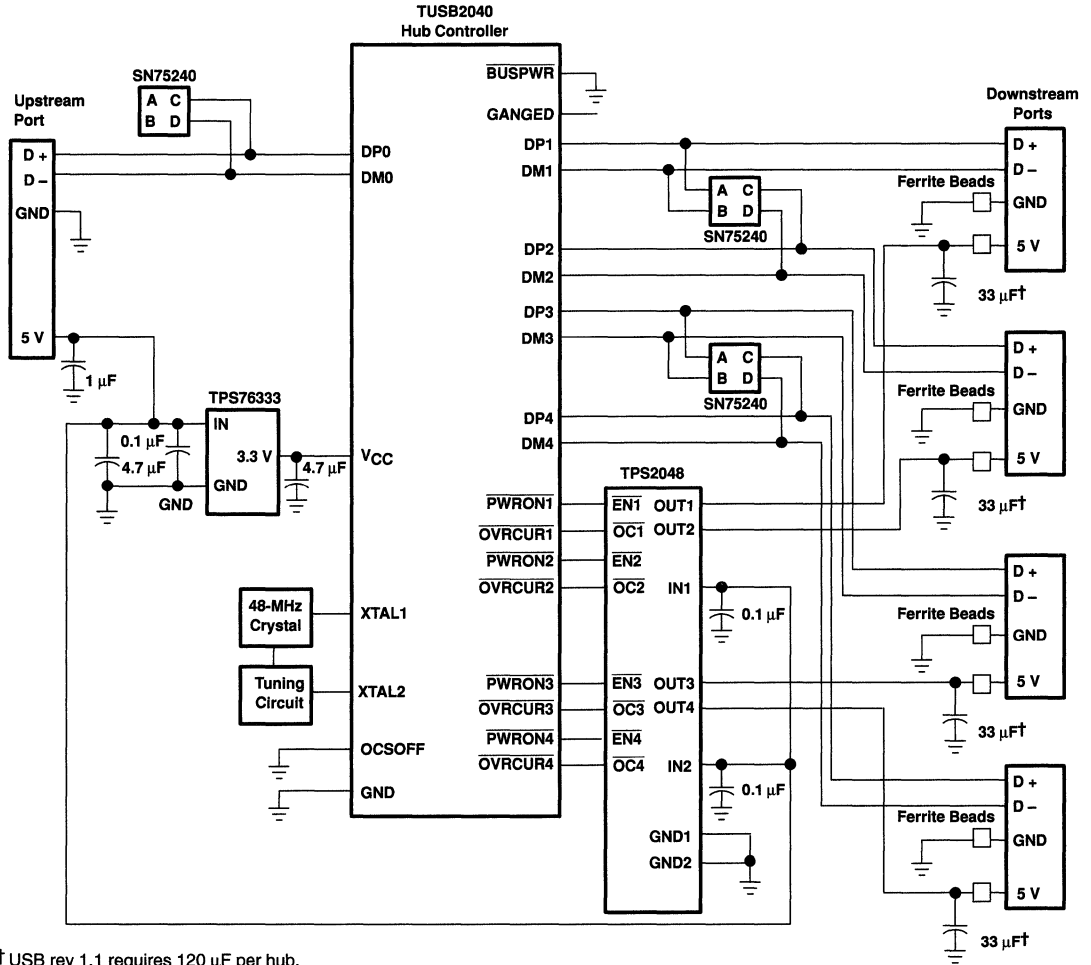 TUSB2040
Hub Controller
SN75240
A C
B D
Upstream
Port
D +
D –
GND
5 V
1 µF
DP0
DM0
BUSPWR
GANGED
DP1
DM1
DP2
DM2
DP3
DM3
DP4
DM4
A C
B D
SN75240
A C
B D
SN75240
TPS76333
IN
3.3 V
GND
0.1 µF
4.7 µF
GND
4.7 µF
VCC
48-MHz
Crystal
Tuning
Circuit
XTAL1
XTAL2
OCSOFF
GND
PWRON1
OVRCUR1
PWRON2
OVRCUR2
PWRON3
OVRCUR3
PWRON4
OVRCUR4
TPS2048
EN1 OUT1
OC1 OUT2
EN2
OC2 IN1
EN3 OUT3
OC3 OUT4
EN4
OC4 IN2
GND1
GND2
0.1 µF
0.1 µF
Downstream
Ports
D +
D –
Ferrite Beads
GND
5 V
33 µF†
D +
D –
Ferrite Beads
GND
5 V
33 µF†
D +
D –
Ferrite Beads
GND
5 V
33 µF†
D +
D –
Ferrite Beads
GND
5 V
33 µF†
† USB rev 1.1 requires 120 µF per hub.